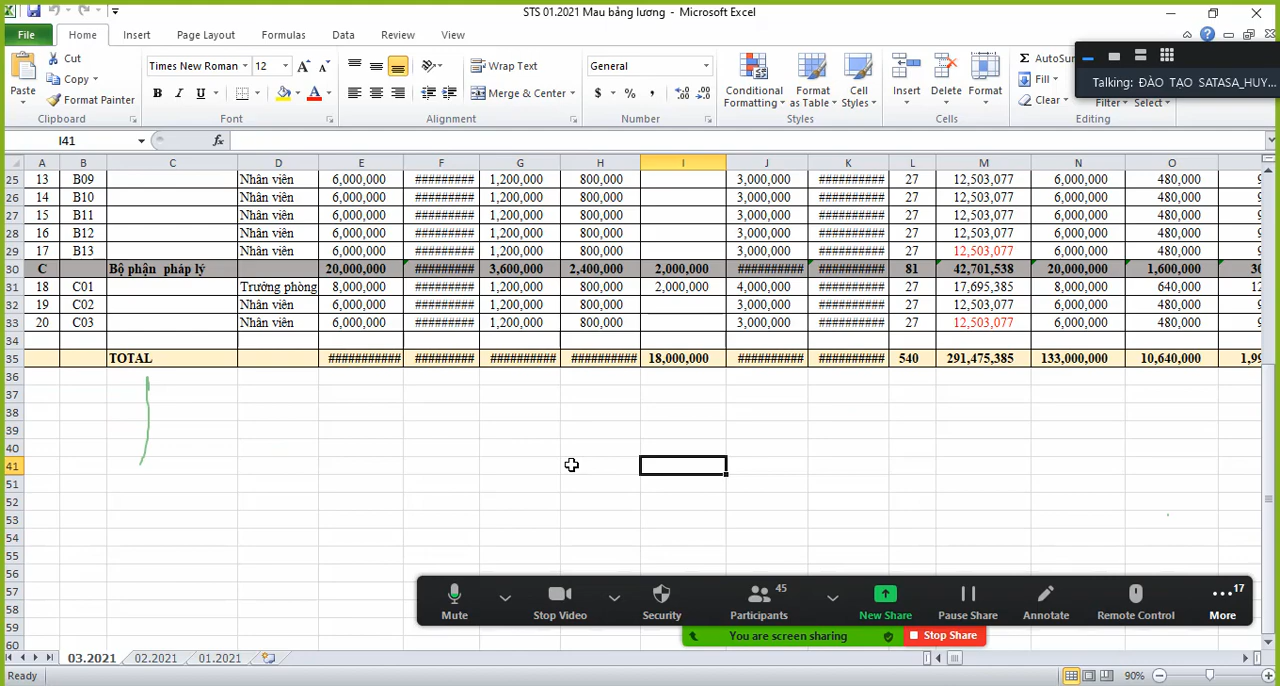 STS 01.2021 Mau bảng lương - Microsoft Excel
File Home Insert Page Layout Formulas Data Review View
Paste Cut Copy Format Painter Clipboard
Times New Roman 12 B I U A Font
Wrap Text Merge & Center Alignment
General $ % , Number
Conditional Formatting Format as Table Cell Styles Styles
Insert Delete Format Cells
Σ AutoSum Fill Clear Filter Select Editing
Talking: ĐÀO TẠO SATASA_HUY...
I41 fx
A B C D E F G H I J K L M N O
25 13 B09 Nhân viên 6,000,000 ######### 1,200,000 800,000 3,000,000 ########## 27 12,503,077 6,000,000 480,000
26 14 B10 Nhân viên 6,000,000 ######### 1,200,000 800,000 3,000,000 ########## 27 12,503,077 6,000,000 480,000
27 15 B11 Nhân viên 6,000,000 ######### 1,200,000 800,000 3,000,000 ########## 27 12,503,077 6,000,000 480,000
28 16 B12 Nhân viên 6,000,000 ######### 1,200,000 800,000 3,000,000 ########## 27 12,503,077 6,000,000 480,000
29 17 B13 Nhân viên 6,000,000 ######### 1,200,000 800,000 3,000,000 ########## 27 12,503,077 6,000,000 480,000
30 C Bộ phận pháp lý 20,000,000 ######### 3,600,000 2,400,000 2,000,000 ########## ########## 81 42,701,538 20,000,000 1,600,000 30
31 18 C01 Trưởng phòng 8,000,000 ######### 1,200,000 800,000 2,000,000 4,000,000 ########## 27 17,695,385 8,000,000 640,000 12
32 19 C02 Nhân viên 6,000,000 ######### 1,200,000 800,000 3,000,000 ########## 27 12,503,077 6,000,000 480,000
33 20 C03 Nhân viên 6,000,000 ######### 1,200,000 800,000 3,000,000 ########## 27 12,503,077 6,000,000 480,000
34
35 TOTAL ########### ######### ########## ########## 18,000,000 ########## ########## 540 291,475,385 133,000,000 10,640,000 1,99
36
37
38
39
40
41
51
52
53
54
55
56
57
58
59
60
Mute Stop Video Security Participants 45 New Share Pause Share Annotate Remote Control More 17
You are screen sharing Stop Share
03.2021 02.2021 01.2021
Ready 90%